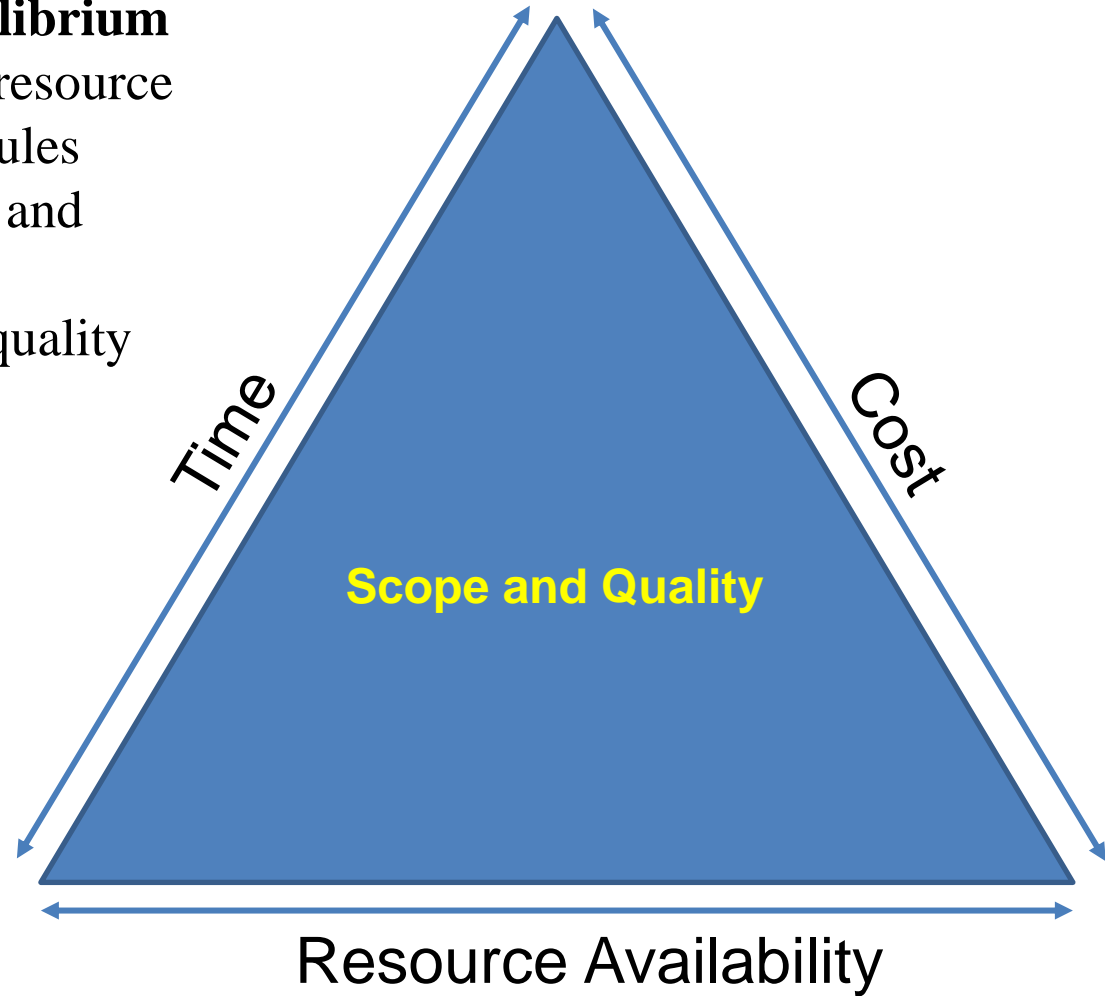 librium
resource
ules
and
quality
Time
Cost
Scope and Quality
Resource Availability